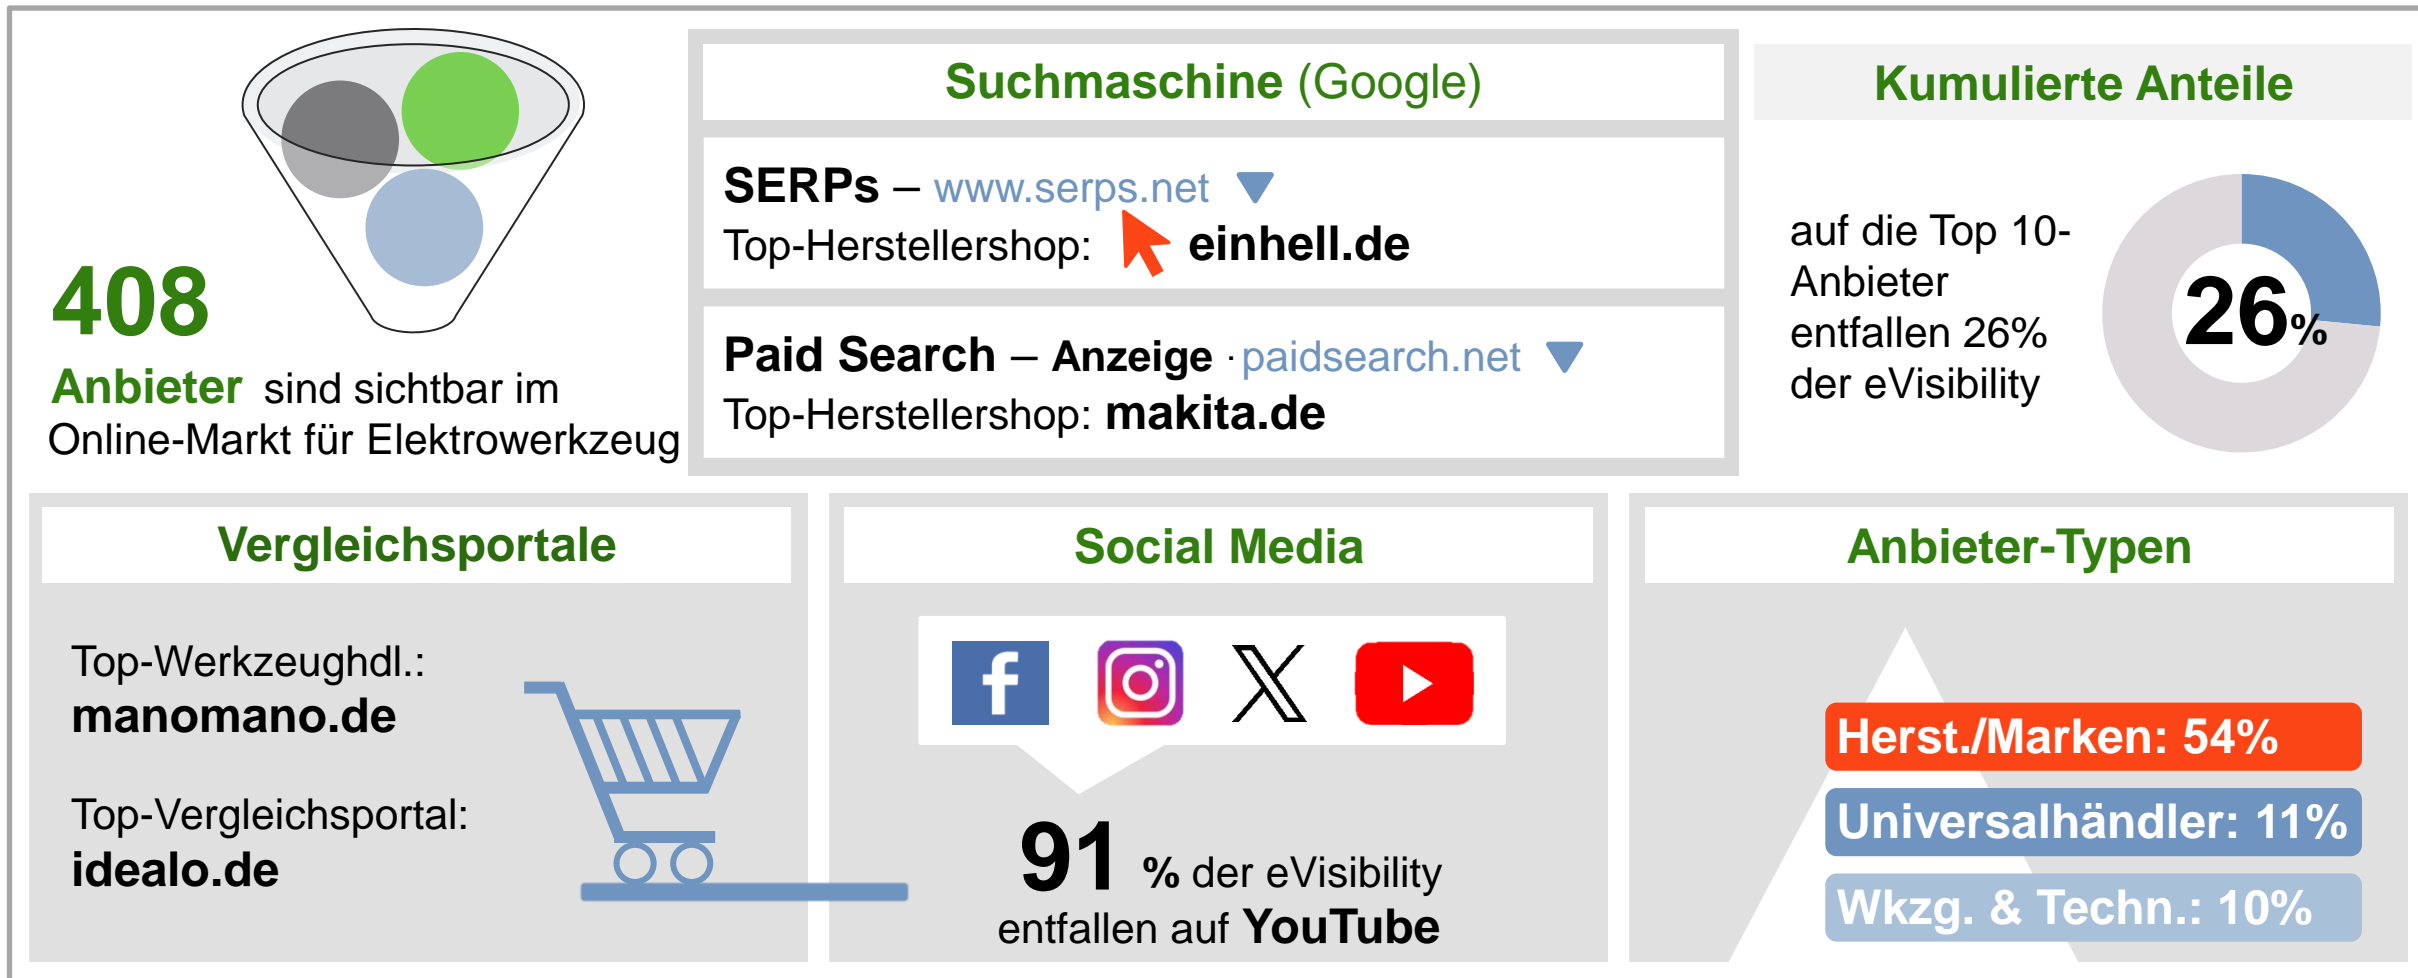 408
Anbieter sind sichtbar im
Online-Markt für Elektrowerkzeug
Suchmaschine (Google)
SERPs – www.serps.net
Top-Herstellershop: einhell.de
Paid Search – Anzeige · paidsearch.net
Top-Herstellershop: makita.de
Kumulierte Anteile
auf die Top 10-
Anbieter
entfallen 26%
der eVisibility
26%
Vergleichsportale
Top-Werkzeughdl.:
manomano.de
Top-Vergleichsportal:
idealo.de
Social Media
91 % der eVisibility
entfallen auf YouTube
Anbieter-Typen
Herst./Marken: 54%
Universalhändler: 11%
Wkzg. & Techn.: 10%